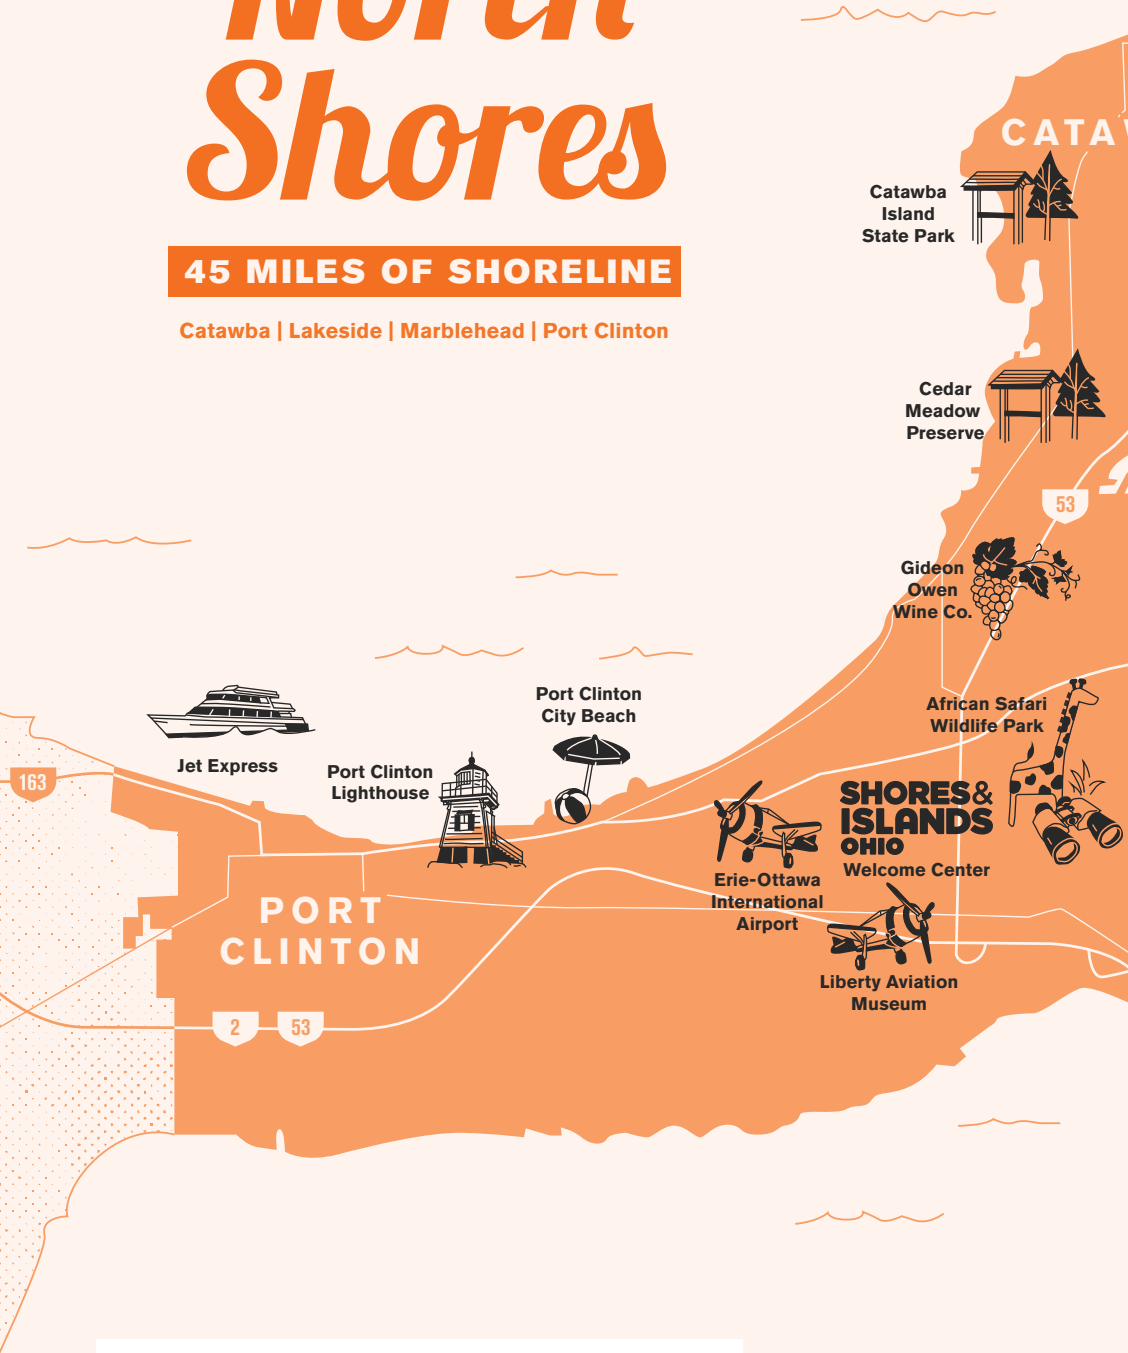 North
Shores
45 MILES OF SHORELINE
Catawba | Lakeside | Marblehead | Port Clinton
Catawba
Island
State Park
Cedar
Meadow
Preserve
53
Gideon
Owen
Wine Co.
African Safari
Wildlife Park
Port Clinton
City Beach
Jet Express
Port Clinton
Lighthouse
163
SHORES&
ISLANDS
OHIO
Welcome Center
Erie-Ottawa
International
Airport
PORT
CLINTON
Liberty Aviation
Museum
2
53